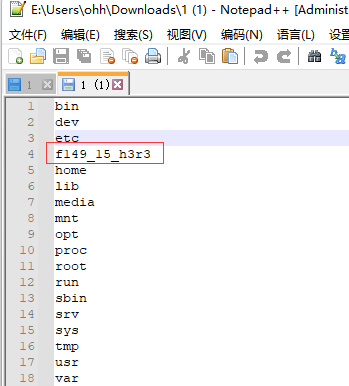 E:\Users\ohh\Downloads\1 (1) - Notepad++ [Administ
文件(F) 编辑(E) 搜索(S) 视图(V) 编码(N) 语言(L) 设置
1 1 (1)
1 bin
2 dev
3 etc
4 fl49_15_h3r3
5 home
6 lib
7 media
8 mnt
9 opt
10 proc
11 root
12 run
13 sbin
14 srv
15 sys
16 tmp
17 usr
18 var